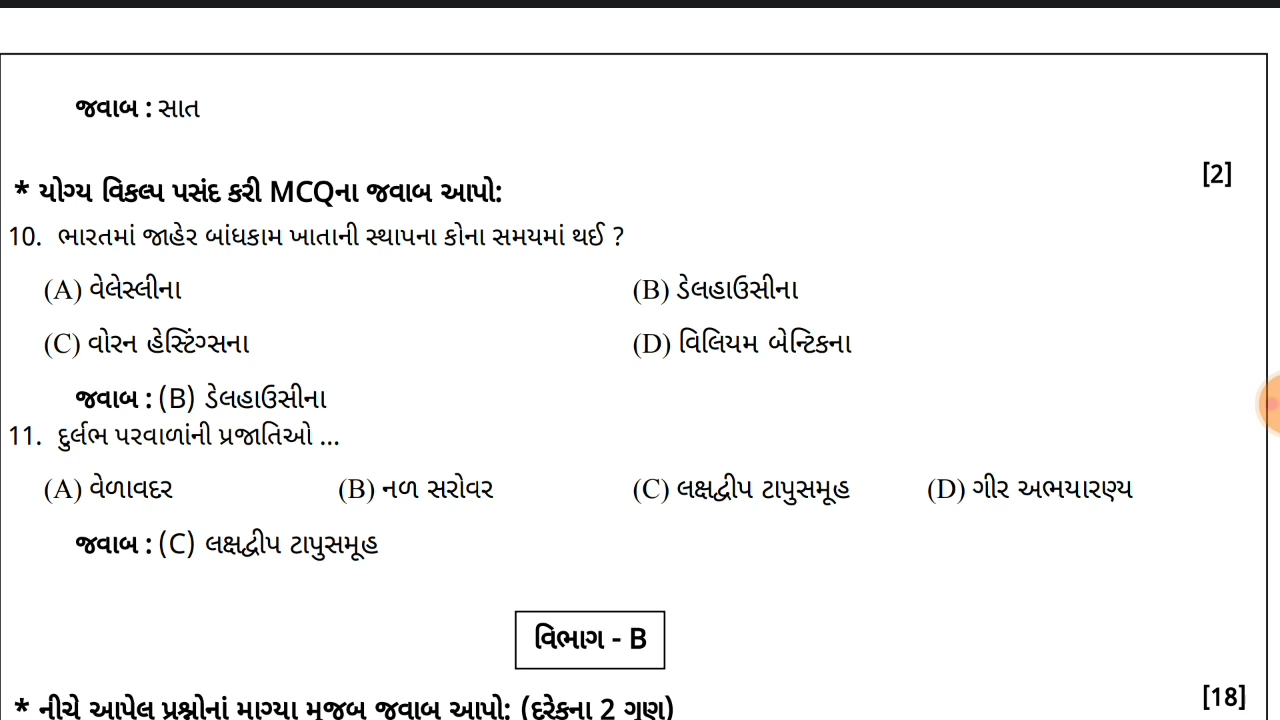 જવાબ : સાત
[2]
* યોગ્ય વિકલ્પ પસંદ કરી MCQના જવાબ આપો:
10. ભારતમાં જાહેર બાંધકામ ખાતાની સ્થાપના કોના સમયમાં થઈ ?
(A) વેલેસ્લીના (B) ડેલહાઉસીના
(C) વોરન હેસ્ટિંગ્સના (D) વિલિયમ બેન્ટિકના
જવાબ : (B) ડેલહાઉસીના
11. દુર્લભ પરવાળાંની પ્રજાતિઓ ...
(A) વેળાવદર (B) નળ સરોવર (C) લક્ષદ્વીપ ટાપુસમૂહ (D) ગીર અભયારણ્ય
જવાબ : (C) લક્ષદ્વીપ ટાપુસમૂહ
વિભાગ - B
* નીચે આપેલ પ્રશ્નોનાં માગ્યા મુજબ જવાબ આપો: (દરેકના 2 ગુણ) [18]